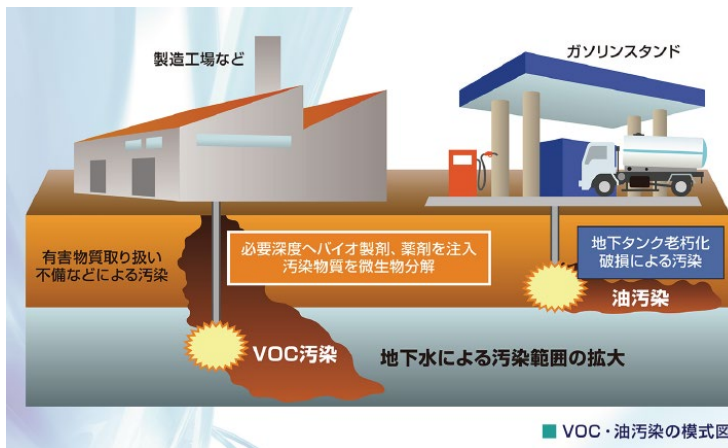 製造工場など
ガソリンスタンド
有害物質取り扱い
不備などによる汚染
必要深度へバイオ製剤、薬剤を注入
汚染物質を微生物分解
地下タンク老朽化
破損による汚染
油汚染
VOC汚染
地下水による汚染範囲の拡大
■ VOC・油汚染の模式図